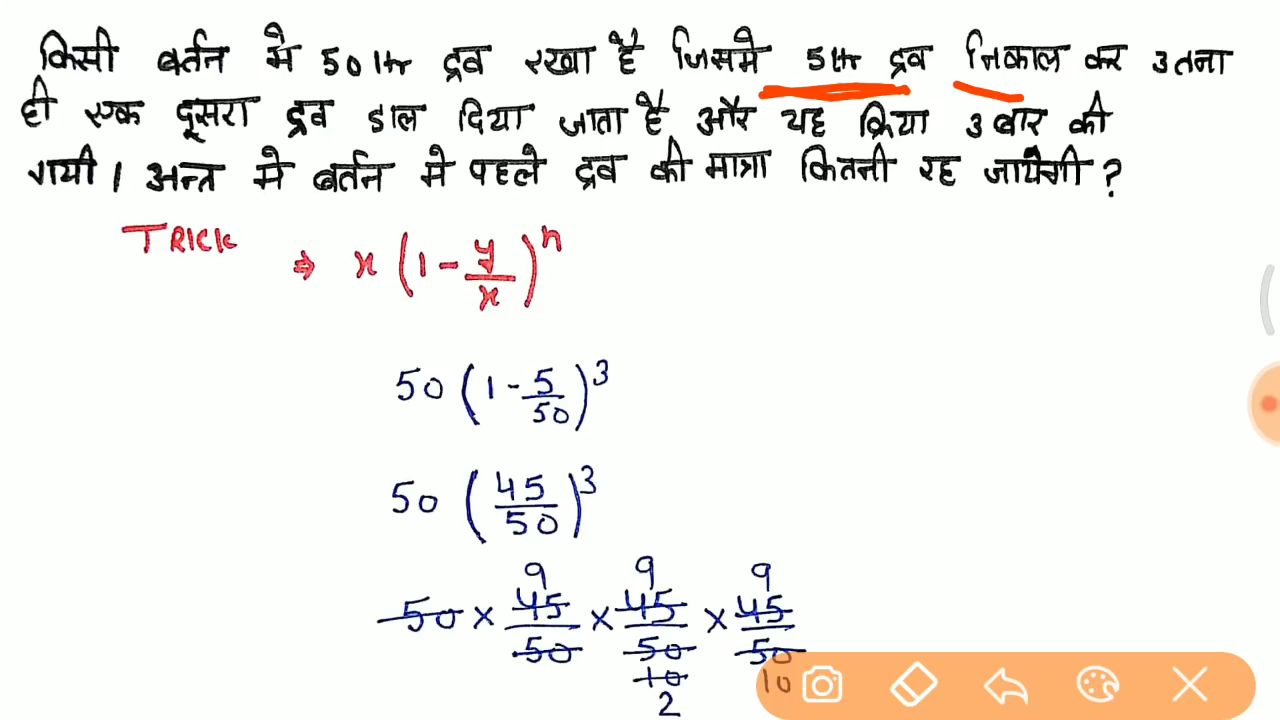 किसी बर्तन मे 50 ltr द्रव रखा है जिसमे 5ltr द्रव निकाल कर उतना
ही एक दूसरा द्रव डाल दिया जाता है और यह क्रिया 3 बार की
गयी। अन्त मे बर्तन मे पहले द्रव की मात्रा कितनी रह जायेगी ?
TRICK ⇒ x(1-y/x)^n
50(1-5/50)^3
50(45/50)^3
9 9 9
50 × 45/50 × 45/50 × 45/50
10 10
2